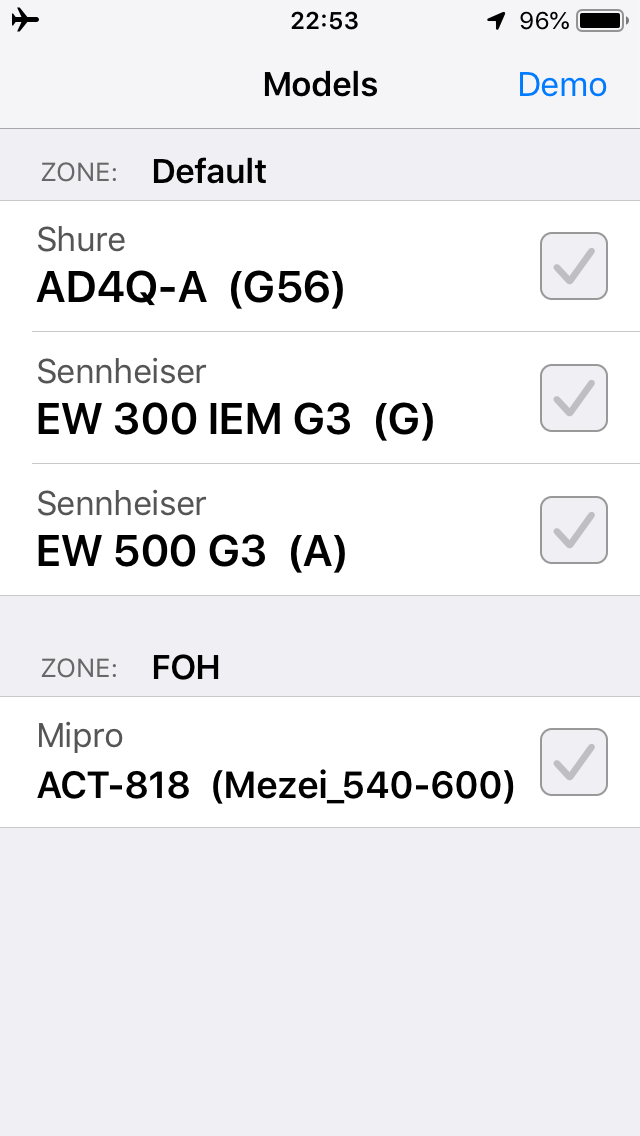 22:53
96%
Models
Demo
ZONE: Default
Shure
AD4Q-A (G56)
Sennheiser
EW 300 IEM G3 (G)
Sennheiser
EW 500 G3 (A)
ZONE: FOH
Mipro
ACT-818 (Mezei_540-600)